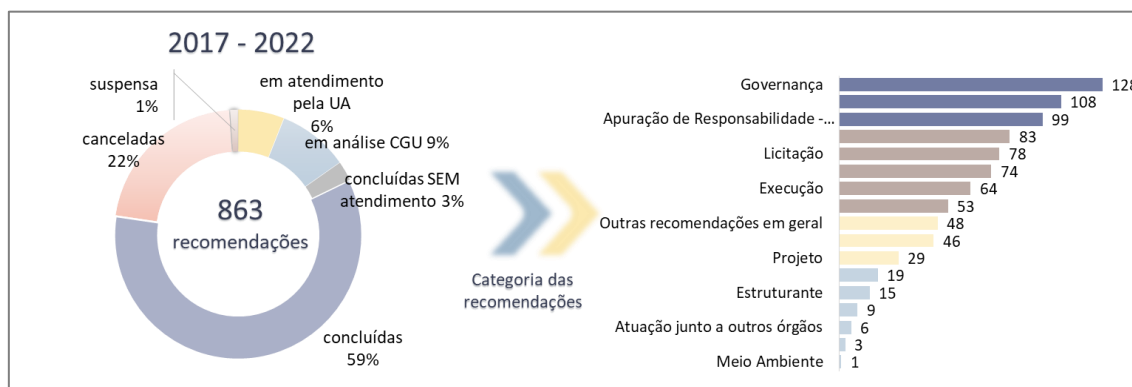 2017 - 2022
suspensa
1%
em atendimento
pela UA
6%
em análise CGU 9%
canceladas
22%
concluídas SEM
atendimento 3%
863
recomendações
concluídas
59%
Categoria das
recomendações
Governança
128
108
Apuração de Responsabilidade -...
99
83
Licitação
78
74
Execução
64
53
Outras recomendações em geral
48
46
Projeto
29
19
Estruturante
15
9
Atuação junto a outros órgãos
6
3
Meio Ambiente
1